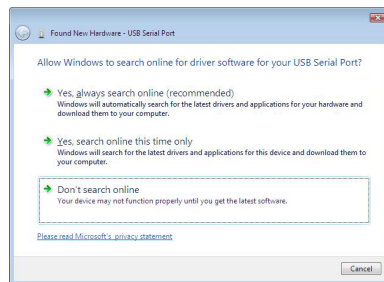 Found New Hardware - USB Serial Port
Allow Windows to search online for driver software for your USB Serial Port?
Yes, always search online (recommended)
Windows will automatically search for the latest drivers and applications for your hardware and
download them to your computer.
Yes, search online this time only
Windows will search for the latest drivers and applications for this device and download them to
your computer.
Don't search online
Your device may not function properly until you get the latest software.
Please read Microsoft's privacy statement
Cancel